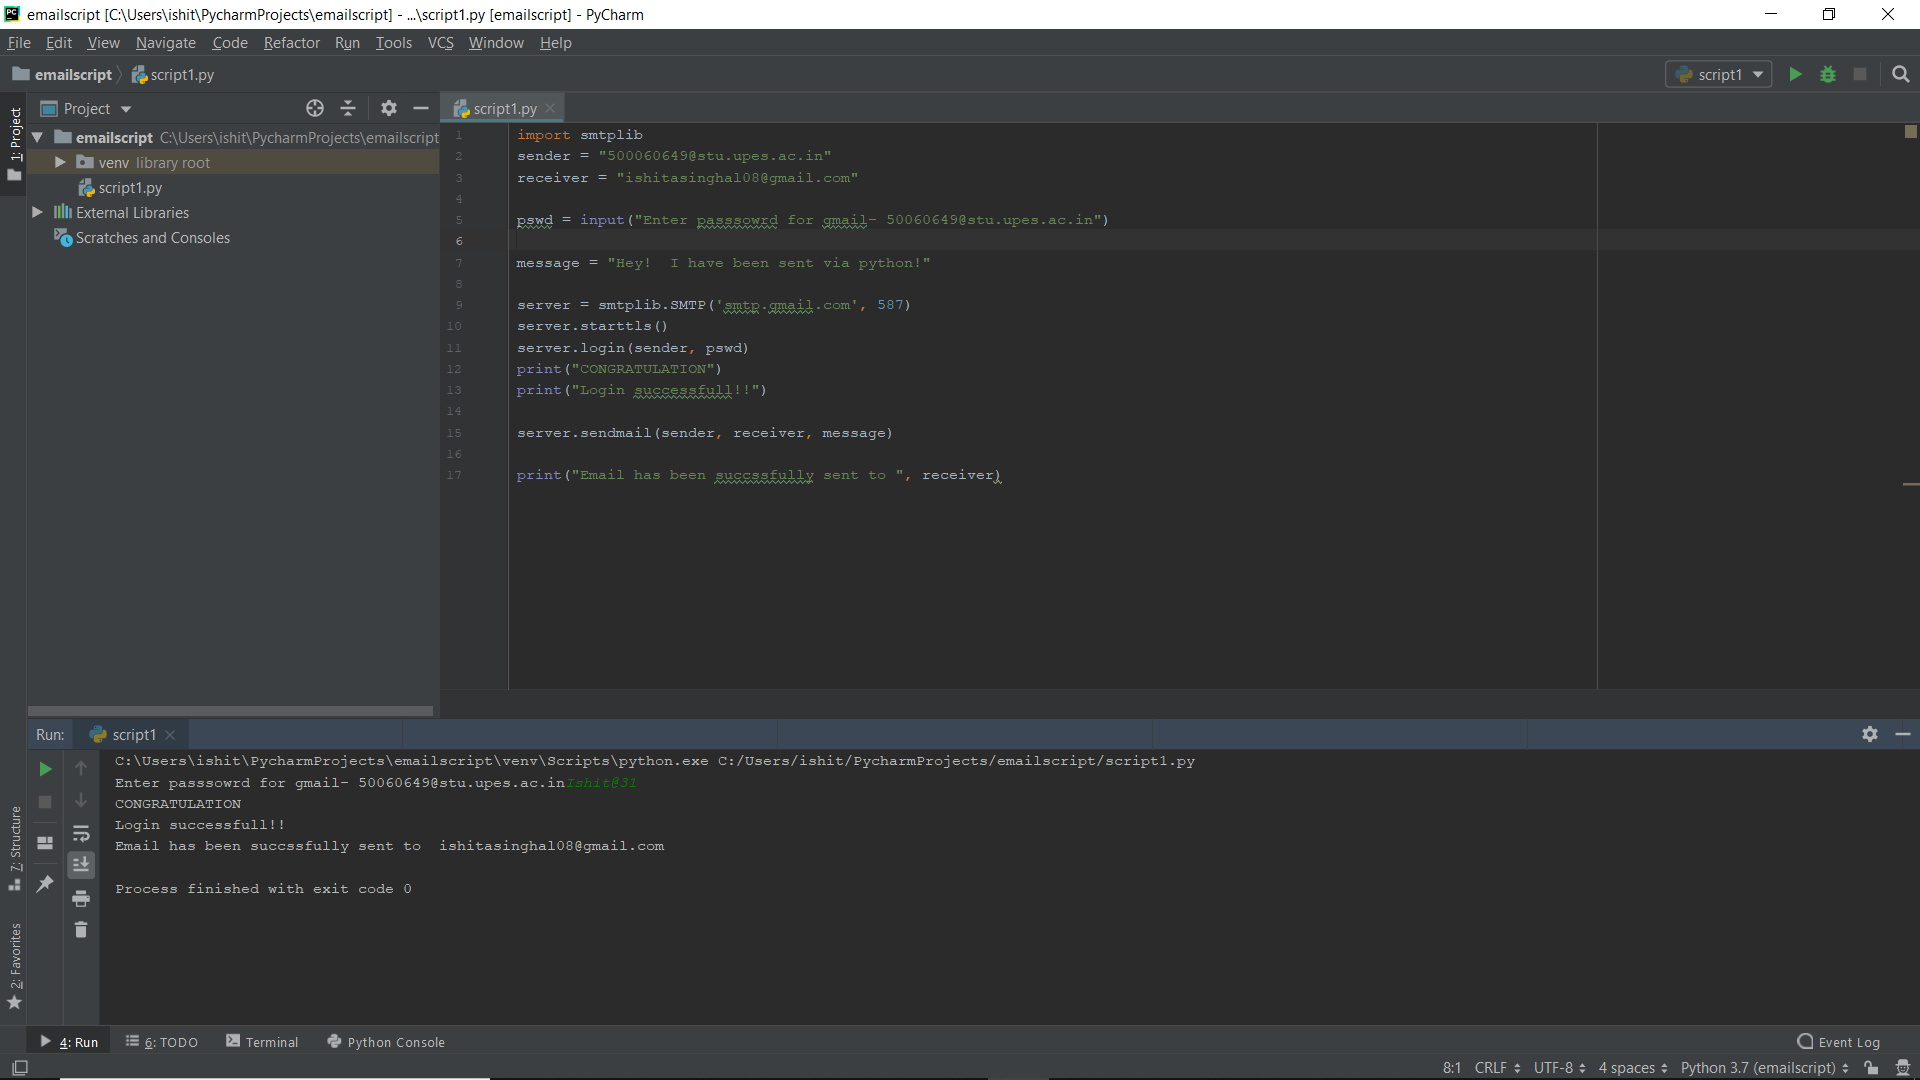 emailscript [C:\Users\ishit\PycharmProjects\emailscript] - ...\script1.py [emailscript] - PyCharm
File Edit View Navigate Code Refactor Run Tools VCS Window Help
emailscript script1.py
script1
Project
script1.py
1: Project
emailscript C:\Users\ishit\PycharmProjects\emailscript
venv library root
script1.py
External Libraries
Scratches and Consoles
1 import smtplib
2 sender = "500060649@stu.upes.ac.in"
3 receiver = "ishitasinghal08@gmail.com"
4
5 pswd = input("Enter passsowrd for gmail- 50060649@stu.upes.ac.in")
6
7 message = "Hey!  I have been sent via python!"
8
9 server = smtplib.SMTP('smtp.gmail.com', 587)
10 server.starttls()
11 server.login(sender, pswd)
12 print("CONGRATULATION")
13 print("Login successfull!!")
14
15 server.sendmail(sender, receiver, message)
16
17 print("Email has been succssfully sent to ", receiver)
Run: script1
C:\Users\ishit\PycharmProjects\emailscript\venv\Scripts\python.exe C:/Users/ishit/PycharmProjects/emailscript/script1.py
Enter passsowrd for gmail- 50060649@stu.upes.ac.inIshit@31
CONGRATULATION
Login successfull!!
Email has been succssfully sent to  ishitasinghal08@gmail.com
Process finished with exit code 0
7: Structure
2: Favorites
4: Run 6: TODO Terminal Python Console Event Log
8:1 CRLF UTF-8 4 spaces Python 3.7 (emailscript)